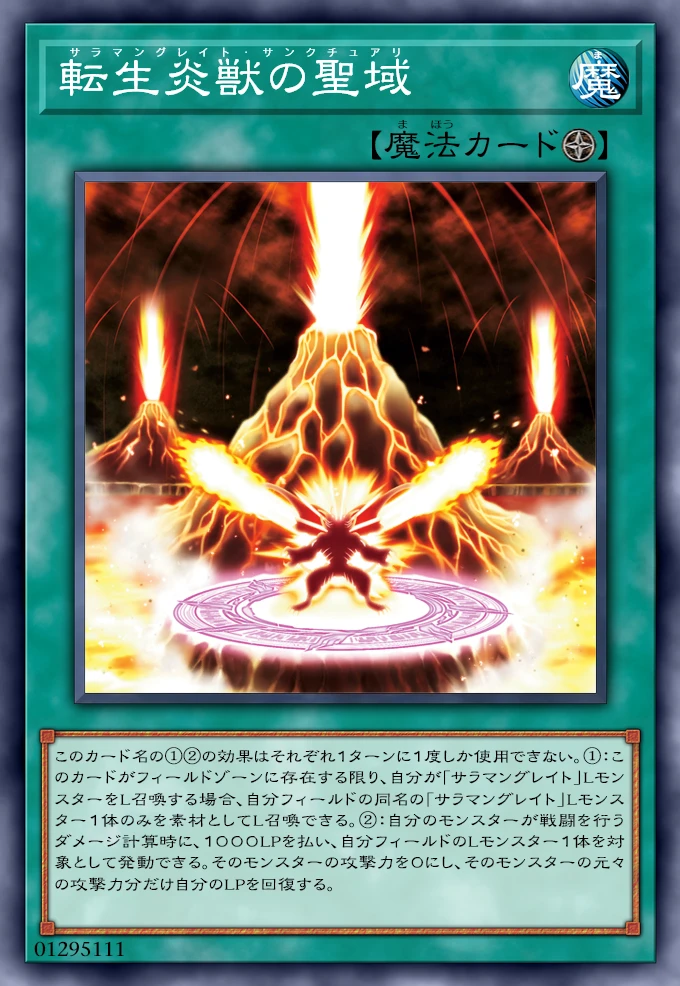 サラマングレイト・サンクチュアリ
転生炎獣の聖域
ま
魔
ま ほう
【魔法カード】
このカード名の①②の効果はそれぞれ1ターンに1度しか使用できない。①:こ
のカードがフィールドゾーンに存在する限り、自分が「サラマングレイト」Lモン
スターをL召喚する場合、自分フィールドの同名の「サラマングレイト」Lモンス
ター1体のみを素材としてL召喚できる。②:自分のモンスターが戦闘を行う
ダメージ計算時に、1000LPを払い、自分フィールドのLモンスター1体を対
象として発動できる。そのモンスターの攻撃力を0にし、そのモンスターの元々
の攻撃力分だけ自分のLPを回復する。
01295111